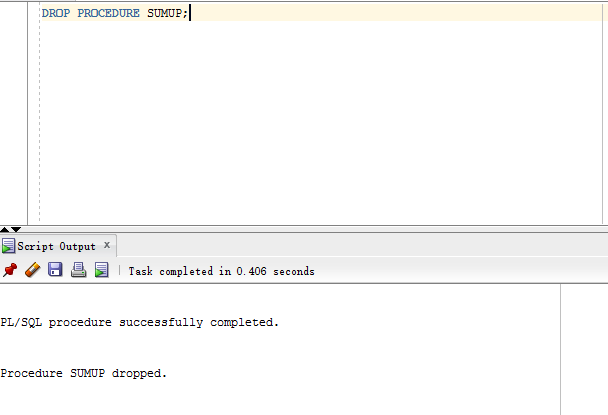 DROP PROCEDURE SUMUP;
Script Output x
Task completed in 0.406 seconds
PL/SQL procedure successfully completed.
Procedure SUMUP dropped.